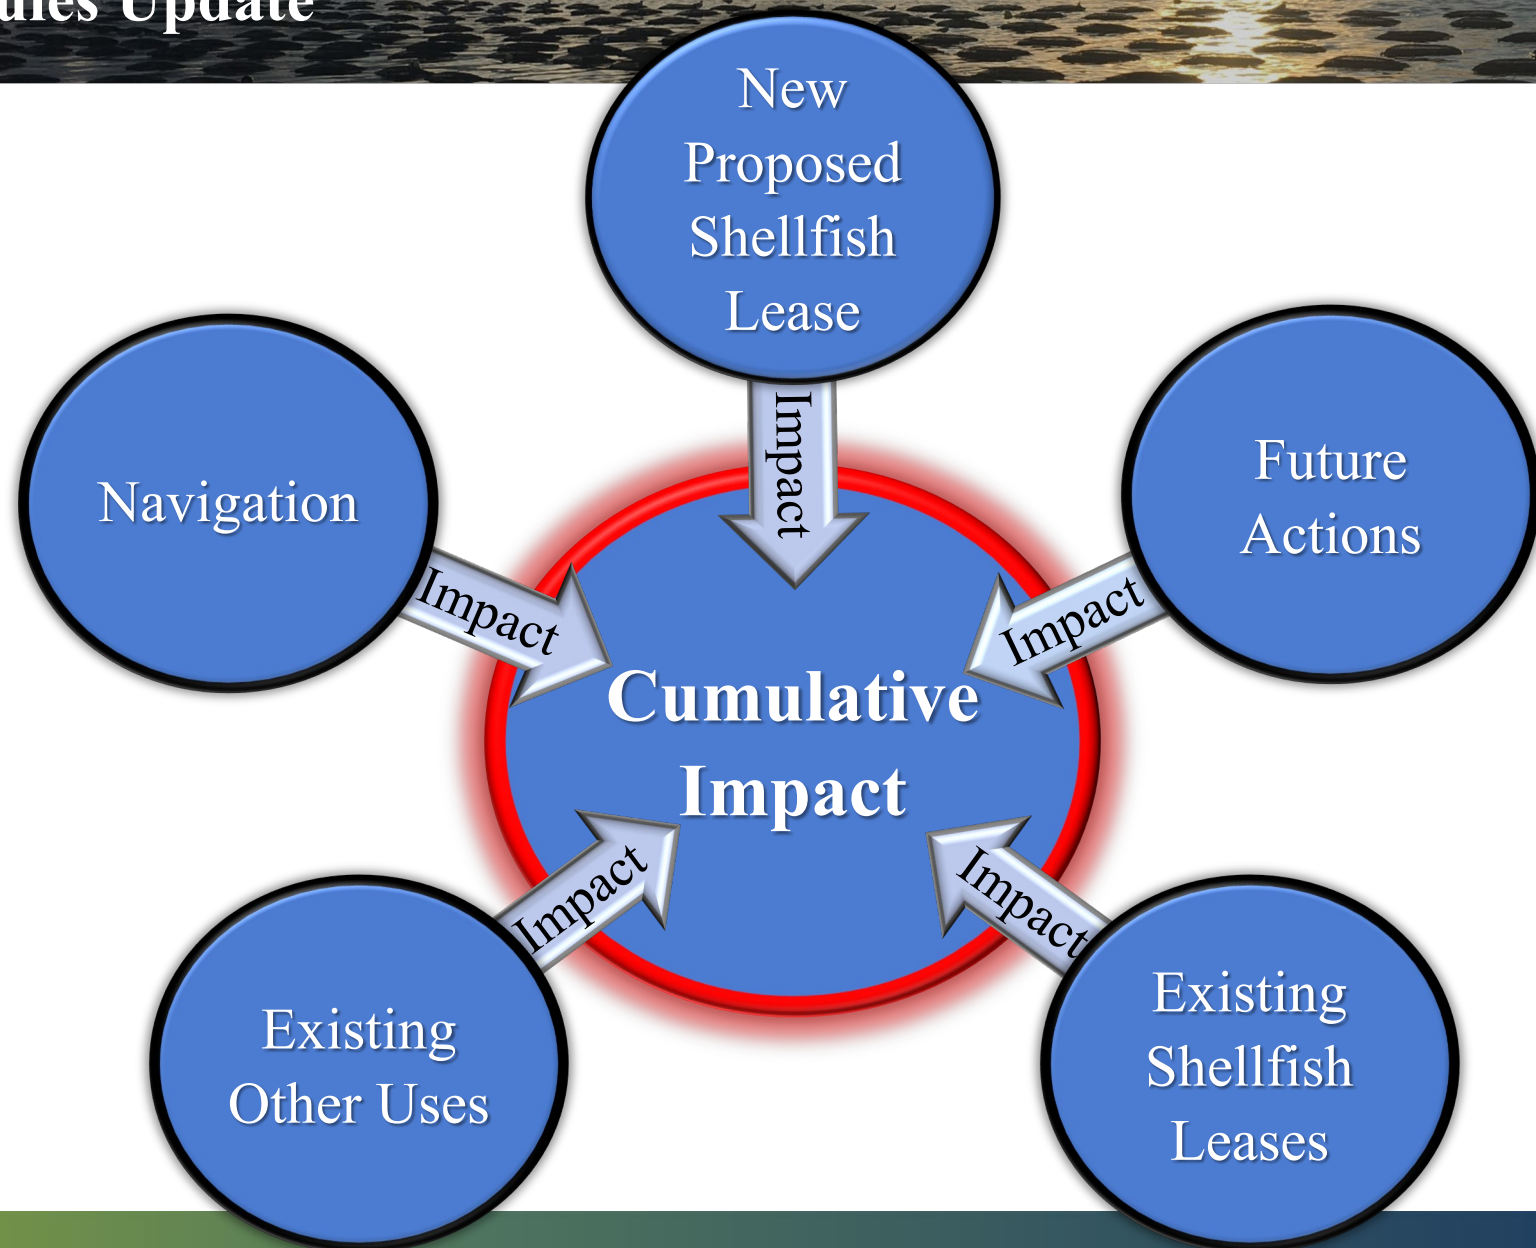 Update
New
Proposed
Shellfish
Lease
Impact
Navigation
Impact
Future
Actions
Impact
Cumulative
Impact
Existing
Other Uses
Impact
Existing
Shellfish
Leases
Impact